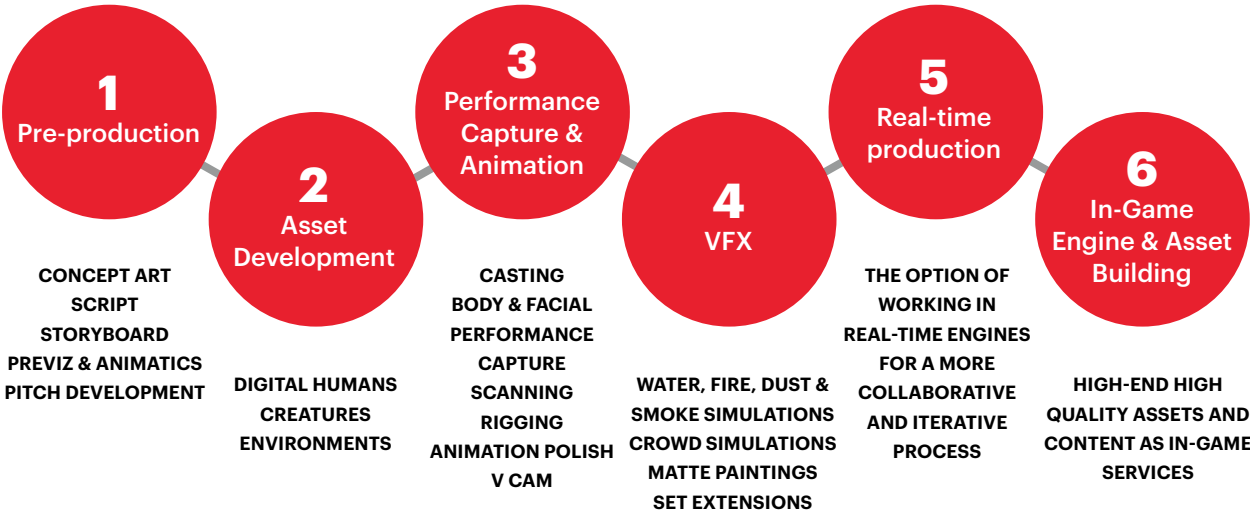 1
Pre-production
CONCEPT ART
SCRIPT
STORYBOARD
PREVIZ & ANIMATICS
PITCH DEVELOPMENT
2
Asset
Development
DIGITAL HUMANS
CREATURES
ENVIRONMENTS
3
Performance
Capture &
Animation
CASTING
BODY & FACIAL
PERFORMANCE
CAPTURE
SCANNING
RIGGING
ANIMATION POLISH
V CAM
4
VFX
WATER, FIRE, DUST &
SMOKE SIMULATIONS
CROWD SIMULATIONS
MATTE PAINTINGS
SET EXTENSIONS
5
Real-time
production
THE OPTION OF
WORKING IN
REAL-TIME ENGINES
FOR A MORE
COLLABORATIVE
AND ITERATIVE
PROCESS
6
In-Game
Engine & Asset
Building
HIGH-END HIGH
QUALITY ASSETS AND
CONTENT AS IN-GAME
SERVICES